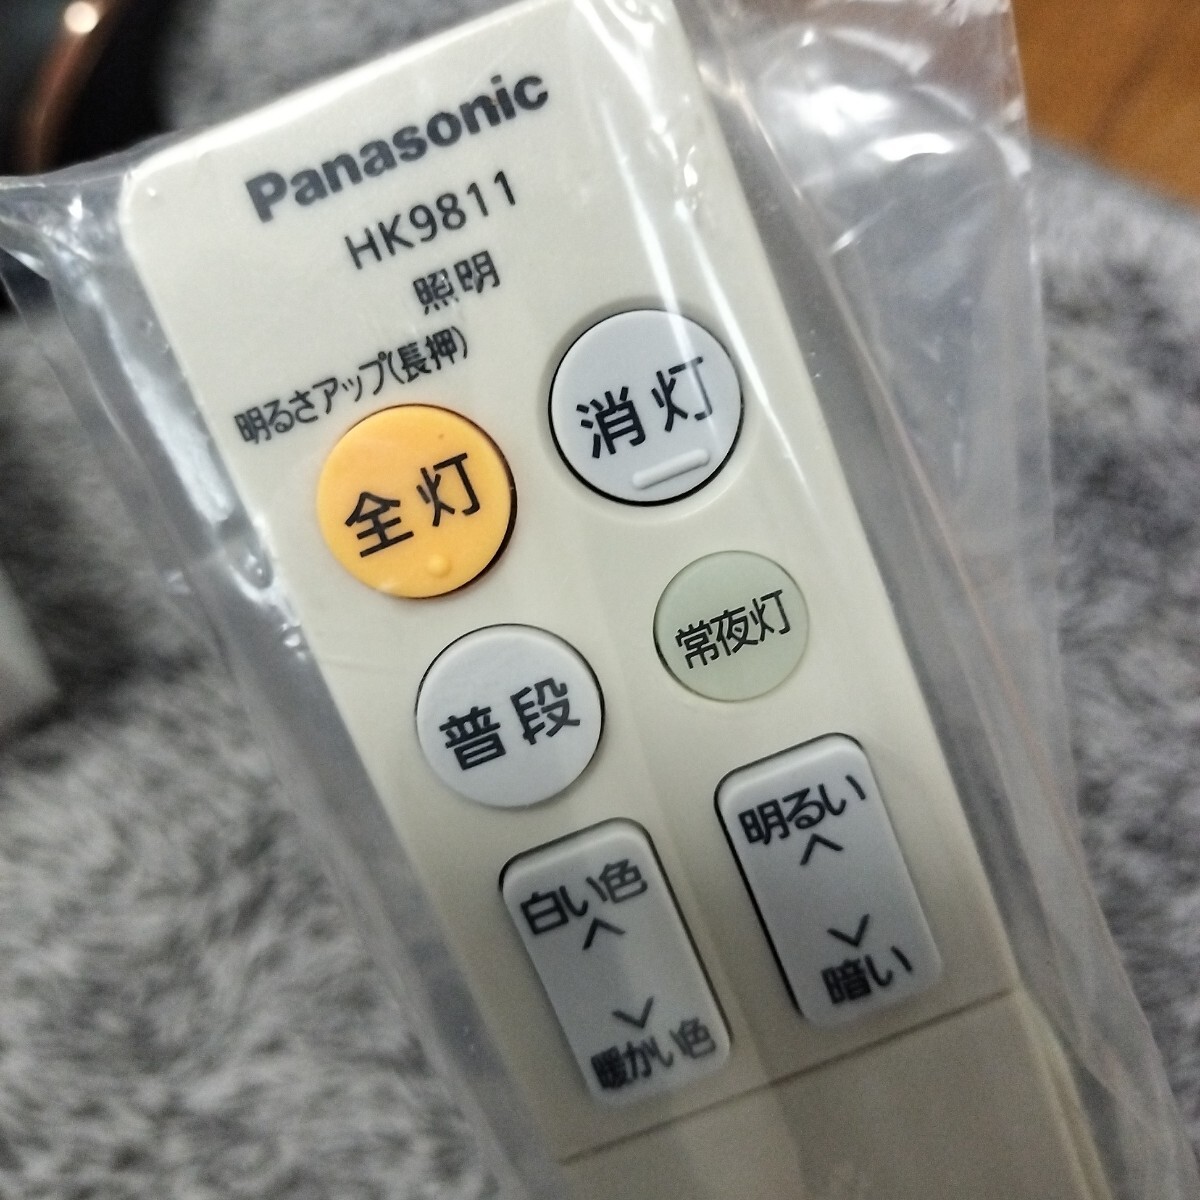 Panasonic
HK9811
照明
明るさアップ(長押)
全灯
消灯
普段
常夜灯
白い色
暖かい色
明るい
暗い